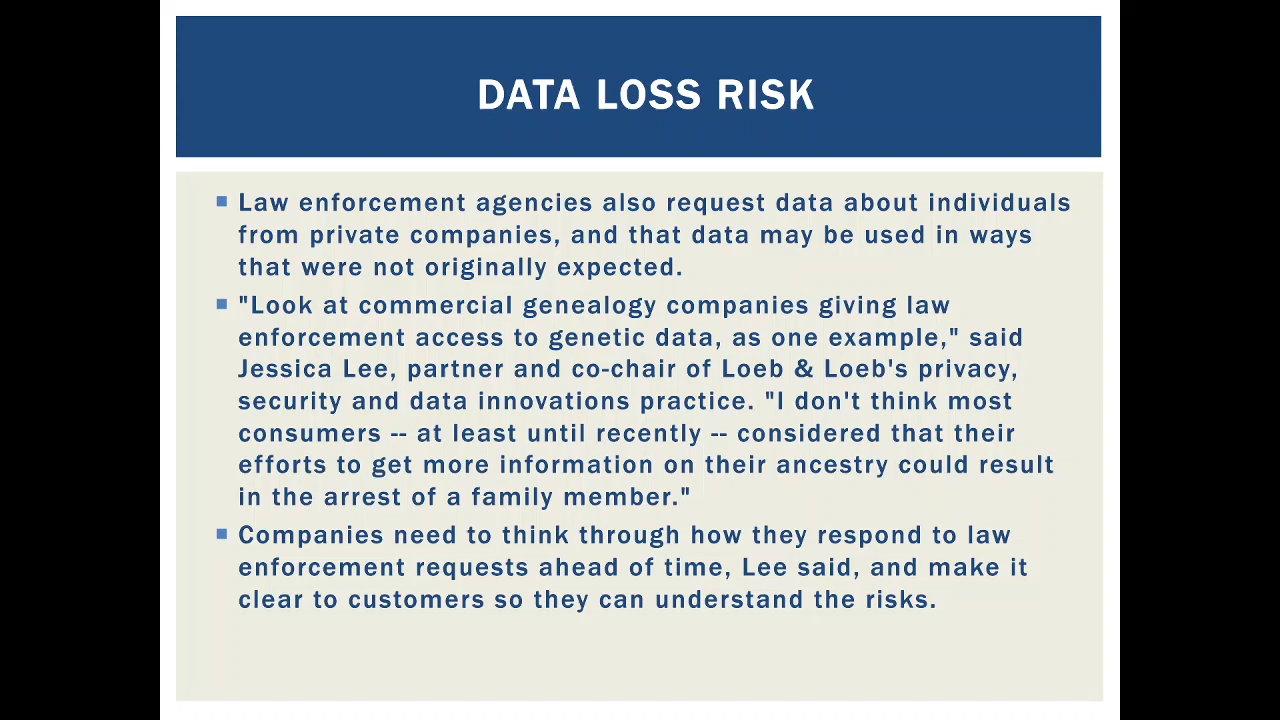 DATA LOSS RISK
Law enforcement agencies also request data about individuals
from private companies, and that data may be used in ways
that were not originally expected.
"Look at commercial genealogy companies giving law
enforcement access to genetic data, as one example," said
Jessica Lee, partner and co-chair of Loeb & Loeb's privacy,
security and data innovations practice. "I don't think most
consumers -- at least until recently -- considered that their
efforts to get more information on their ancestry could result
in the arrest of a family member."
Companies need to think through how they respond to law
enforcement requests ahead of time, Lee said, and make it
clear to customers so they can understand the risks.